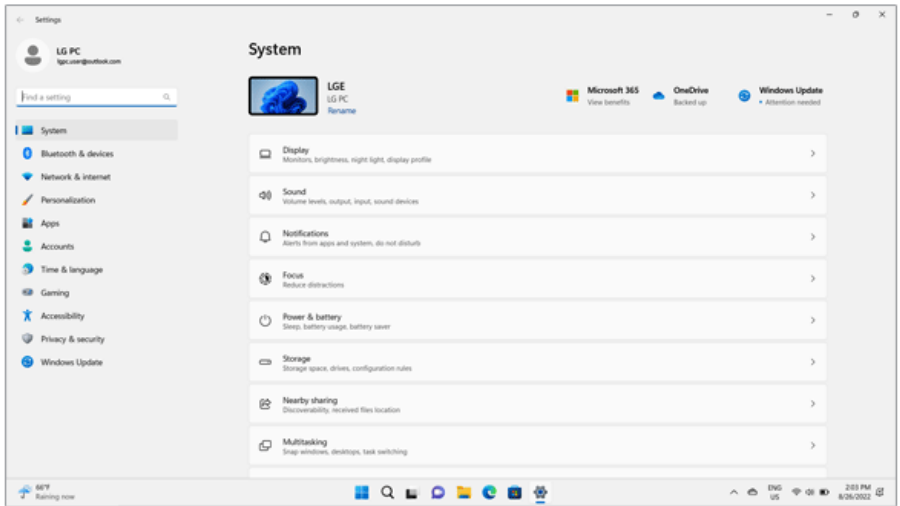 Settings
LG PC
lgpc.user@outlook.com
Find a setting
System
Bluetooth & devices
Network & internet
Personalization
Apps
Accounts
Time & language
Gaming
Accessibility
Privacy & security
Windows Update
System
LGE
LG PC
Rename
Microsoft 365
View benefits
OneDrive
Backed up
Windows Update
• Attention needed
Display
Monitors, brightness, night light, display profile
Sound
Volume levels, output, input, sound devices
Notifications
Alerts from apps and system, do not disturb
Focus
Reduce distractions
Power & battery
Sleep, battery usage, battery saver
Storage
Storage space, drives, configuration rules
Nearby sharing
Discoverability, received files location
Multitasking
Snap windows, desktops, task switching
66°F
Raining now
ENG
US
2:03 PM
8/26/2022